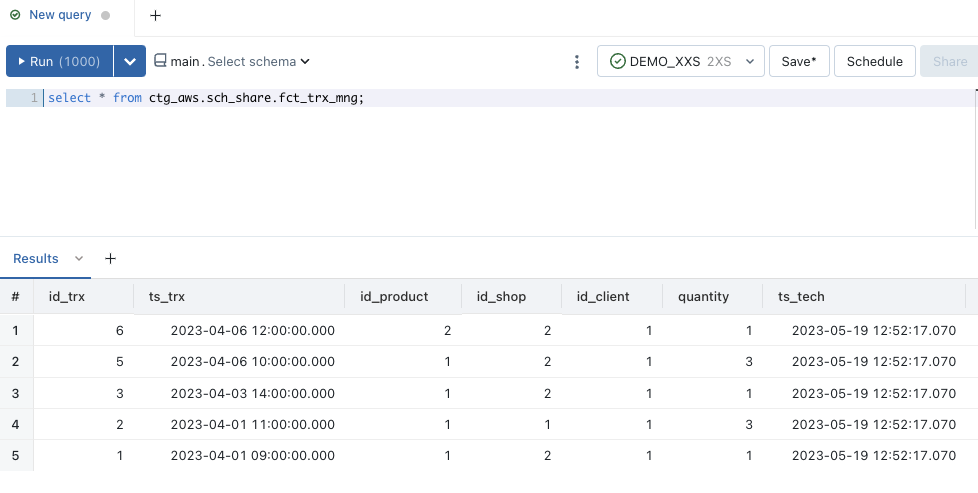 New query
Run (1000) main. Select schema DEMO_XXS 2XS Save* Schedule Share
1 select * from ctg_aws.sch_share.fct_trx_mng;
Results
# id_trx ts_trx id_product id_shop id_client quantity ts_tech
1 6 2023-04-06 12:00:00.000 2 2 1 1 2023-05-19 12:52:17.070
2 5 2023-04-06 10:00:00.000 1 2 1 3 2023-05-19 12:52:17.070
3 3 2023-04-03 14:00:00.000 1 2 1 1 2023-05-19 12:52:17.070
4 2 2023-04-01 11:00:00.000 1 1 1 3 2023-05-19 12:52:17.070
5 1 2023-04-01 09:00:00.000 1 2 1 1 2023-05-19 12:52:17.070